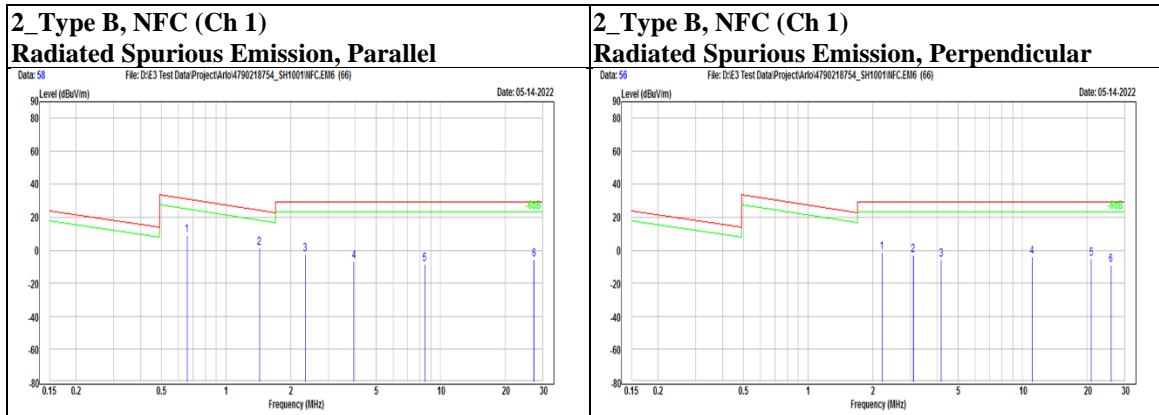 2_Type B, NFC (Ch 1)
Radiated Spurious Emission, Parallel
Data: 58 File: D:\E3 Test Data\Project\Arlo\4790218754_SH1001\NFC.EM6 (66)
Level (dBuV/m) Date: 05-14-2022
90
80
60
40
20
0
-20
-40
-60
-80
-6dB
1 2 3 4 5 6
0.15 0.2 0.5 1 2 5 10 20 30
Frequency (MHz)
2_Type B, NFC (Ch 1)
Radiated Spurious Emission, Perpendicular
Data: 56 File: D:\E3 Test Data\Project\Arlo\4790218754_SH1001\NFC.EM6 (66)
Level (dBuV/m) Date: 05-14-2022
90
80
60
40
20
0
-20
-40
-60
-80
-6dB
1 2 3 4 5 6
0.15 0.2 0.5 1 2 5 10 20 30
Frequency (MHz)